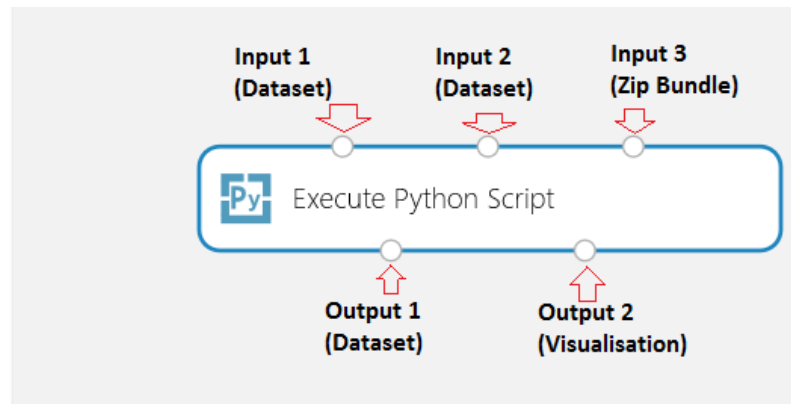 Input 1
(Dataset)
Input 2
(Dataset)
Input 3
(Zip Bundle)
Py
Execute Python Script
Output 1
(Dataset)
Output 2
(Visualisation)